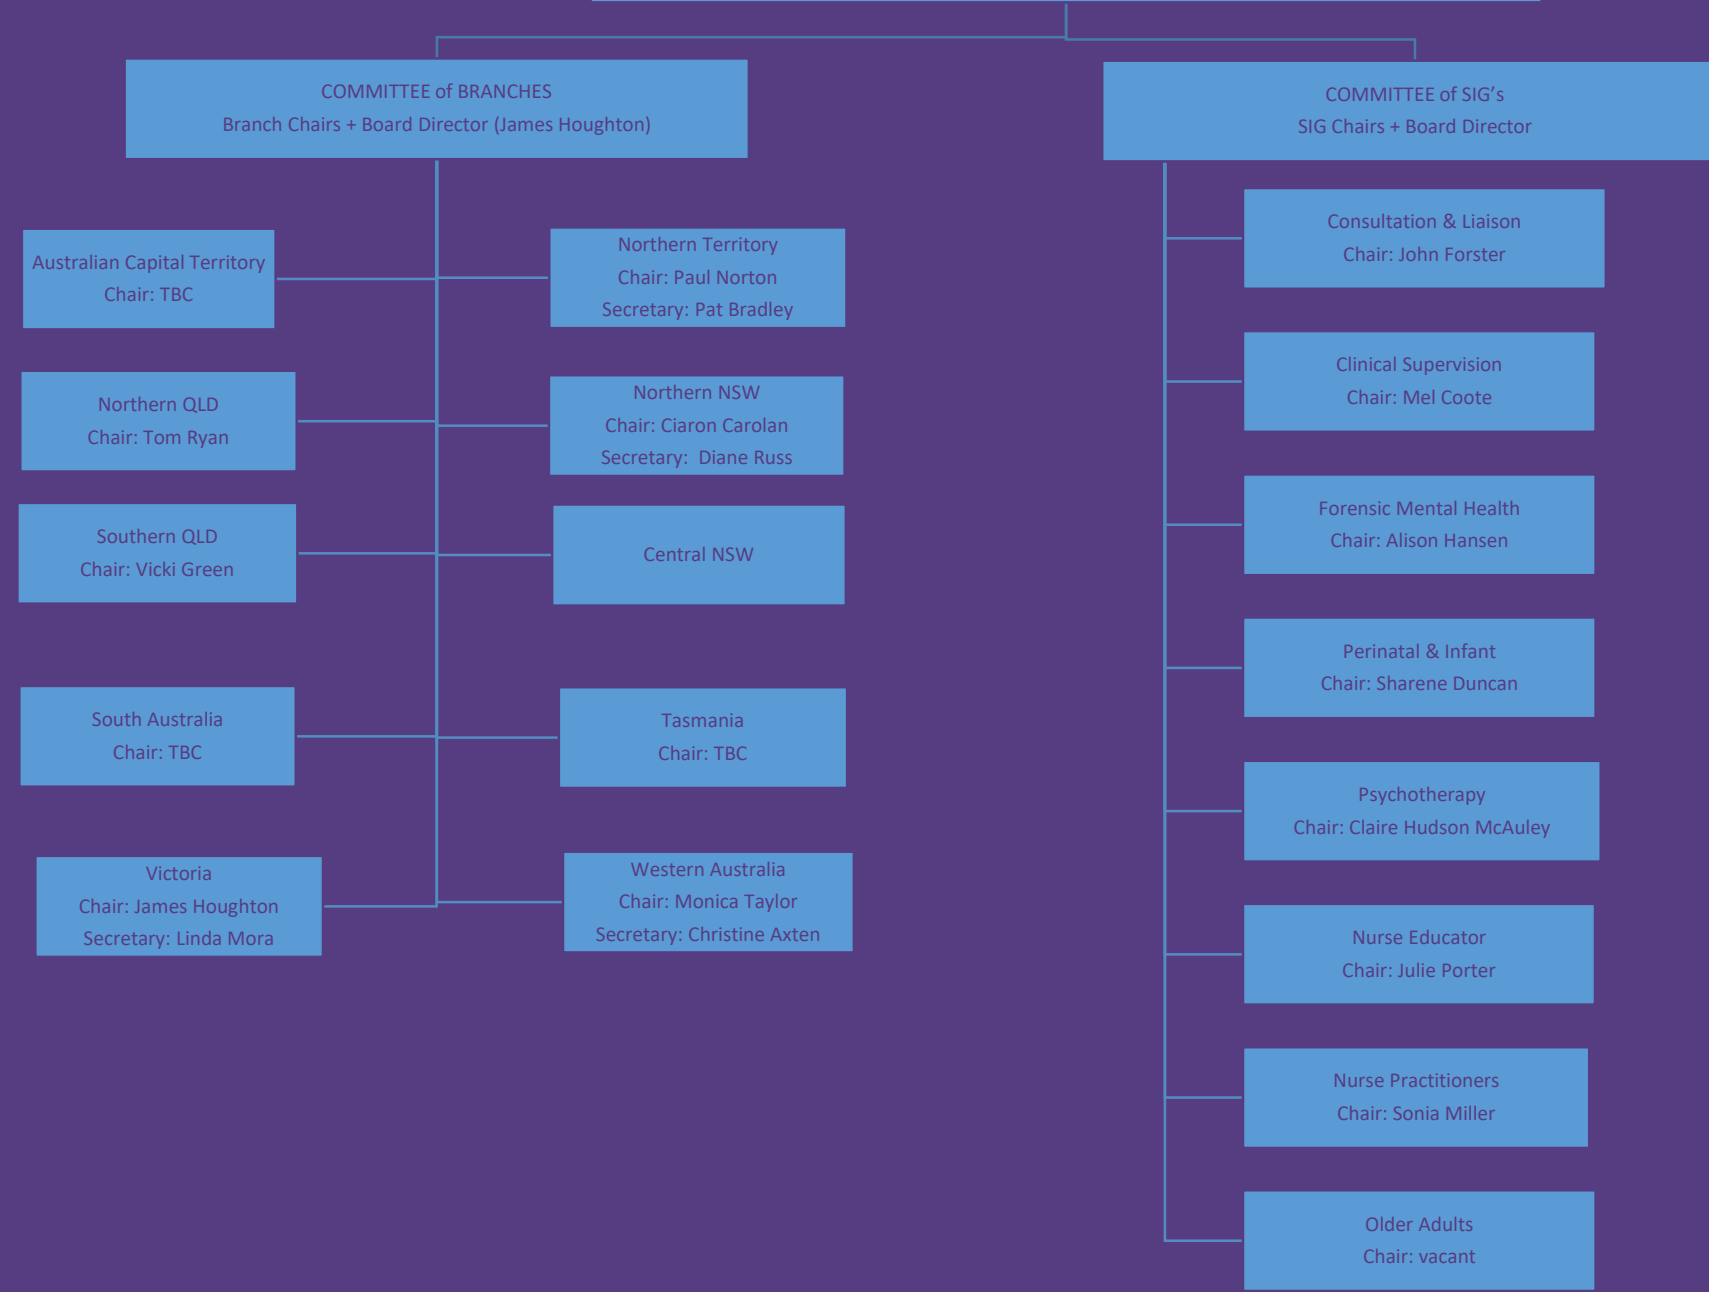 COMMITTEE of BRANCHES
Branch Chairs + Board Director (James Houghton)
Australian Capital Territory
Chair: TBC
Northern Territory
Chair: Paul Norton
Secretary: Pat Bradley
Northern QLD
Chair: Tom Ryan
Northern NSW
Chair: Ciaron Carolan
Secretary:  Diane Russ
Southern QLD
Chair: Vicki Green
Central NSW
South Australia
Chair: TBC
Tasmania
Chair: TBC
Victoria
Chair: James Houghton
Secretary: Linda Mora
Western Australia
Chair: Monica Taylor
Secretary: Christine Axten
COMMITTEE of SIG’s
SIG Chairs + Board Director
Consultation & Liaison
Chair: John Forster
Clinical Supervision
Chair: Mel Coote
Forensic Mental Health
Chair: Alison Hansen
Perinatal & Infant
Chair: Sharene Duncan
Psychotherapy
Chair: Claire Hudson McAuley
Nurse Educator
Chair: Julie Porter
Nurse Practitioners
Chair: Sonia Miller
Older Adults
Chair: vacant